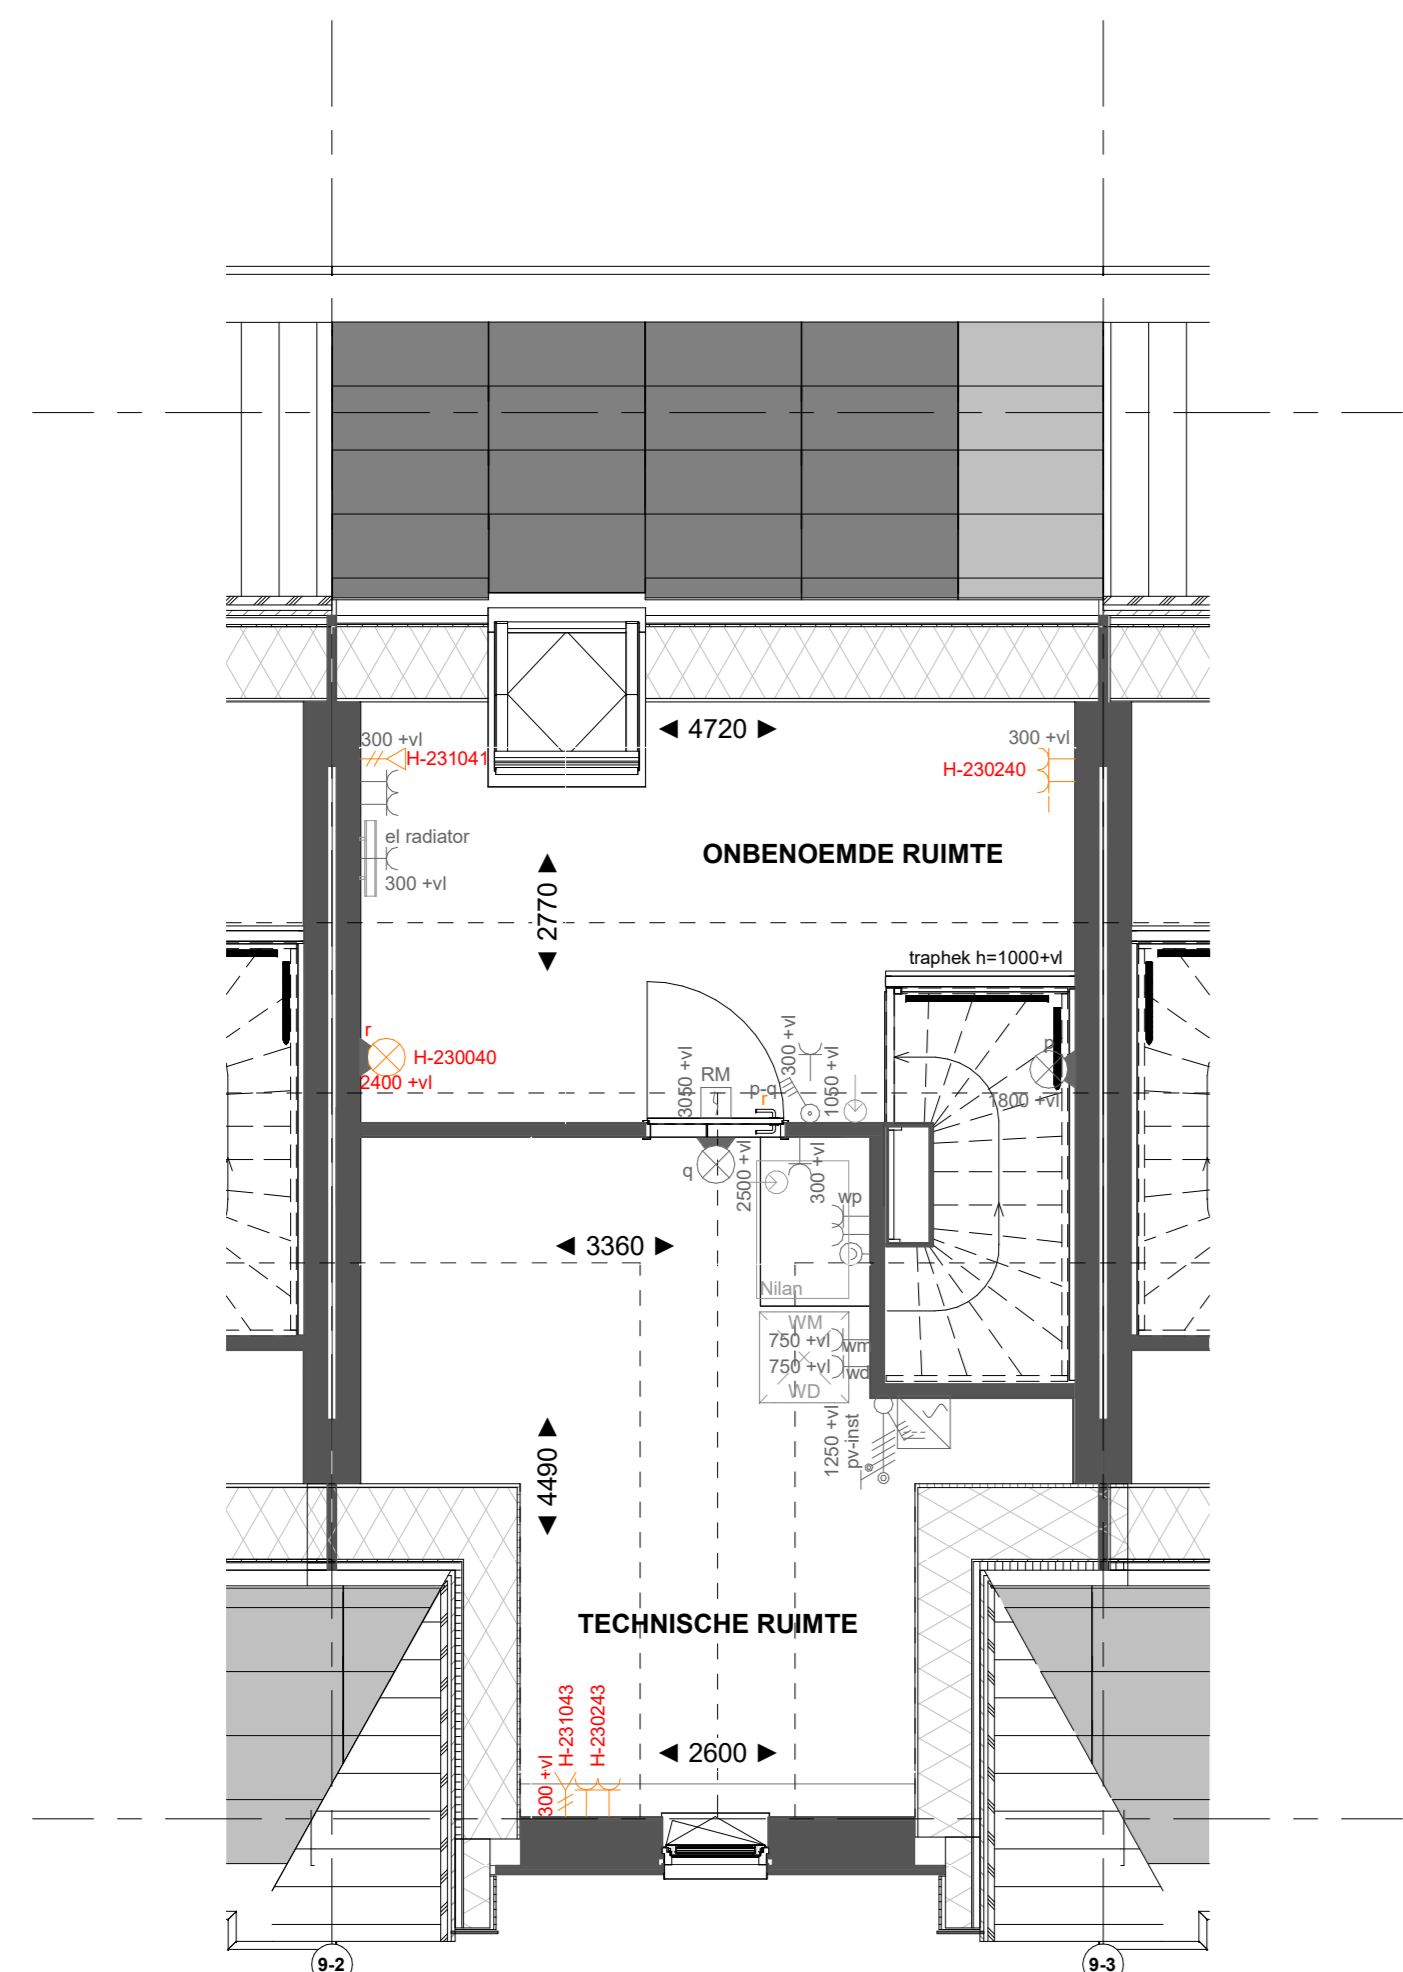 4720
300 +vl
H-231041
300 +vl
H-230240
el radiator
300 +vl
ONBENOEMDE RUIMTE
2770
traphek h=1000+vl
r
H-230040
2400 +vl
3050 +vl
RM
p-q
r
300 +vl
1050 +vl
p
1800 +vl
q
2500 +vl
300 +vl
wp
3360
Nilan
WM
750 +vl
wm
750 +vl
wd
WD
1250 +vl
pv-inst
4490
TECHNISCHE RUIMTE
300 +vl
H-231043
H-230243
2600
9-2
9-3